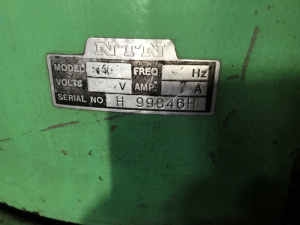 NTN
MODEL FREQ. Hz
VOLTS V AMP. A
SERIAL NO H 99046H